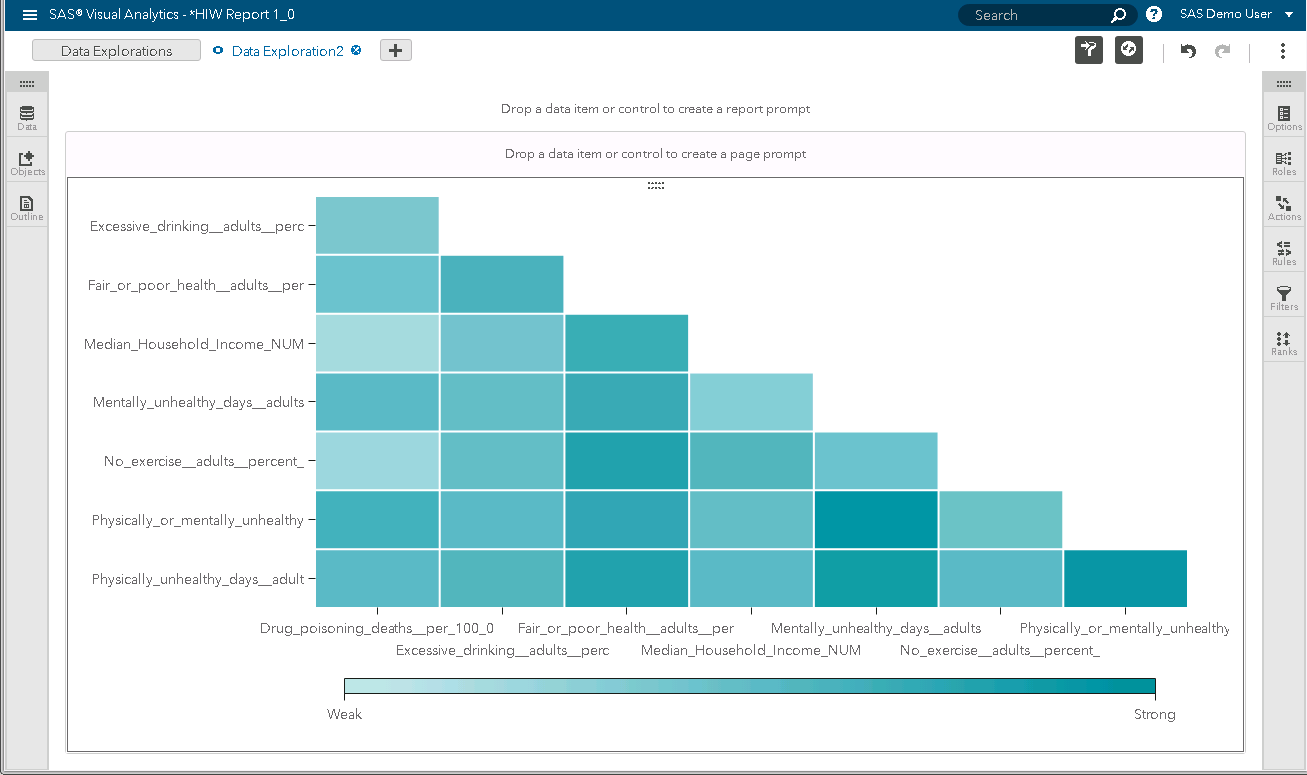 SAS® Visual Analytics - *HIW Report 1_0
Search
SAS Demo User
Data Explorations
Data Exploration2
Drop a data item or control to create a report prompt
Drop a data item or control to create a page prompt
Data
Objects
Outline
Options
Roles
Actions
Rules
Filters
Ranks
Excessive_drinking__adults__perc
Fair_or_poor_health__adults__per
Median_Household_Income_NUM
Mentally_unhealthy_days__adults
No_exercise__adults__percent_
Physically_or_mentally_unhealthy
Physically_unhealthy_days__adult
Drug_poisoning_deaths__per_100_0
Fair_or_poor_health__adults__per
Mentally_unhealthy_days__adults
Physically_or_mentally_unhealthy
Excessive_drinking__adults__perc
Median_Household_Income_NUM
No_exercise__adults__percent_
Weak
Strong